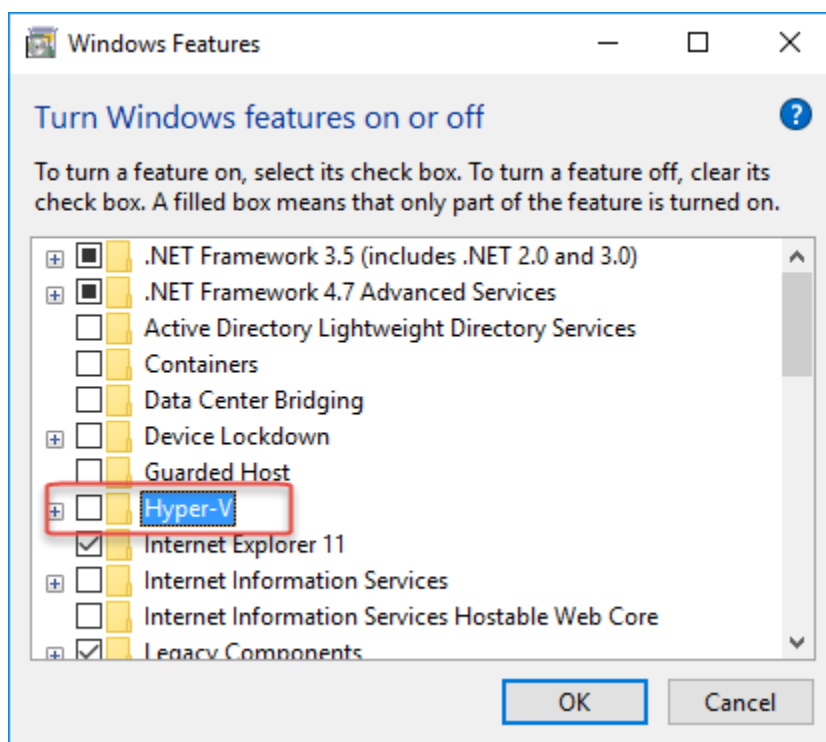 Windows Features
Turn Windows features on or off
?
To turn a feature on, select its check box. To turn a feature off, clear its
check box. A filled box means that only part of the feature is turned on.
.NET Framework 3.5 (includes .NET 2.0 and 3.0)
.NET Framework 4.7 Advanced Services
Active Directory Lightweight Directory Services
Containers
Data Center Bridging
Device Lockdown
Guarded Host
Hyper-V
Internet Explorer 11
Internet Information Services
Internet Information Services Hostable Web Core
Legacy Components
OK Cancel